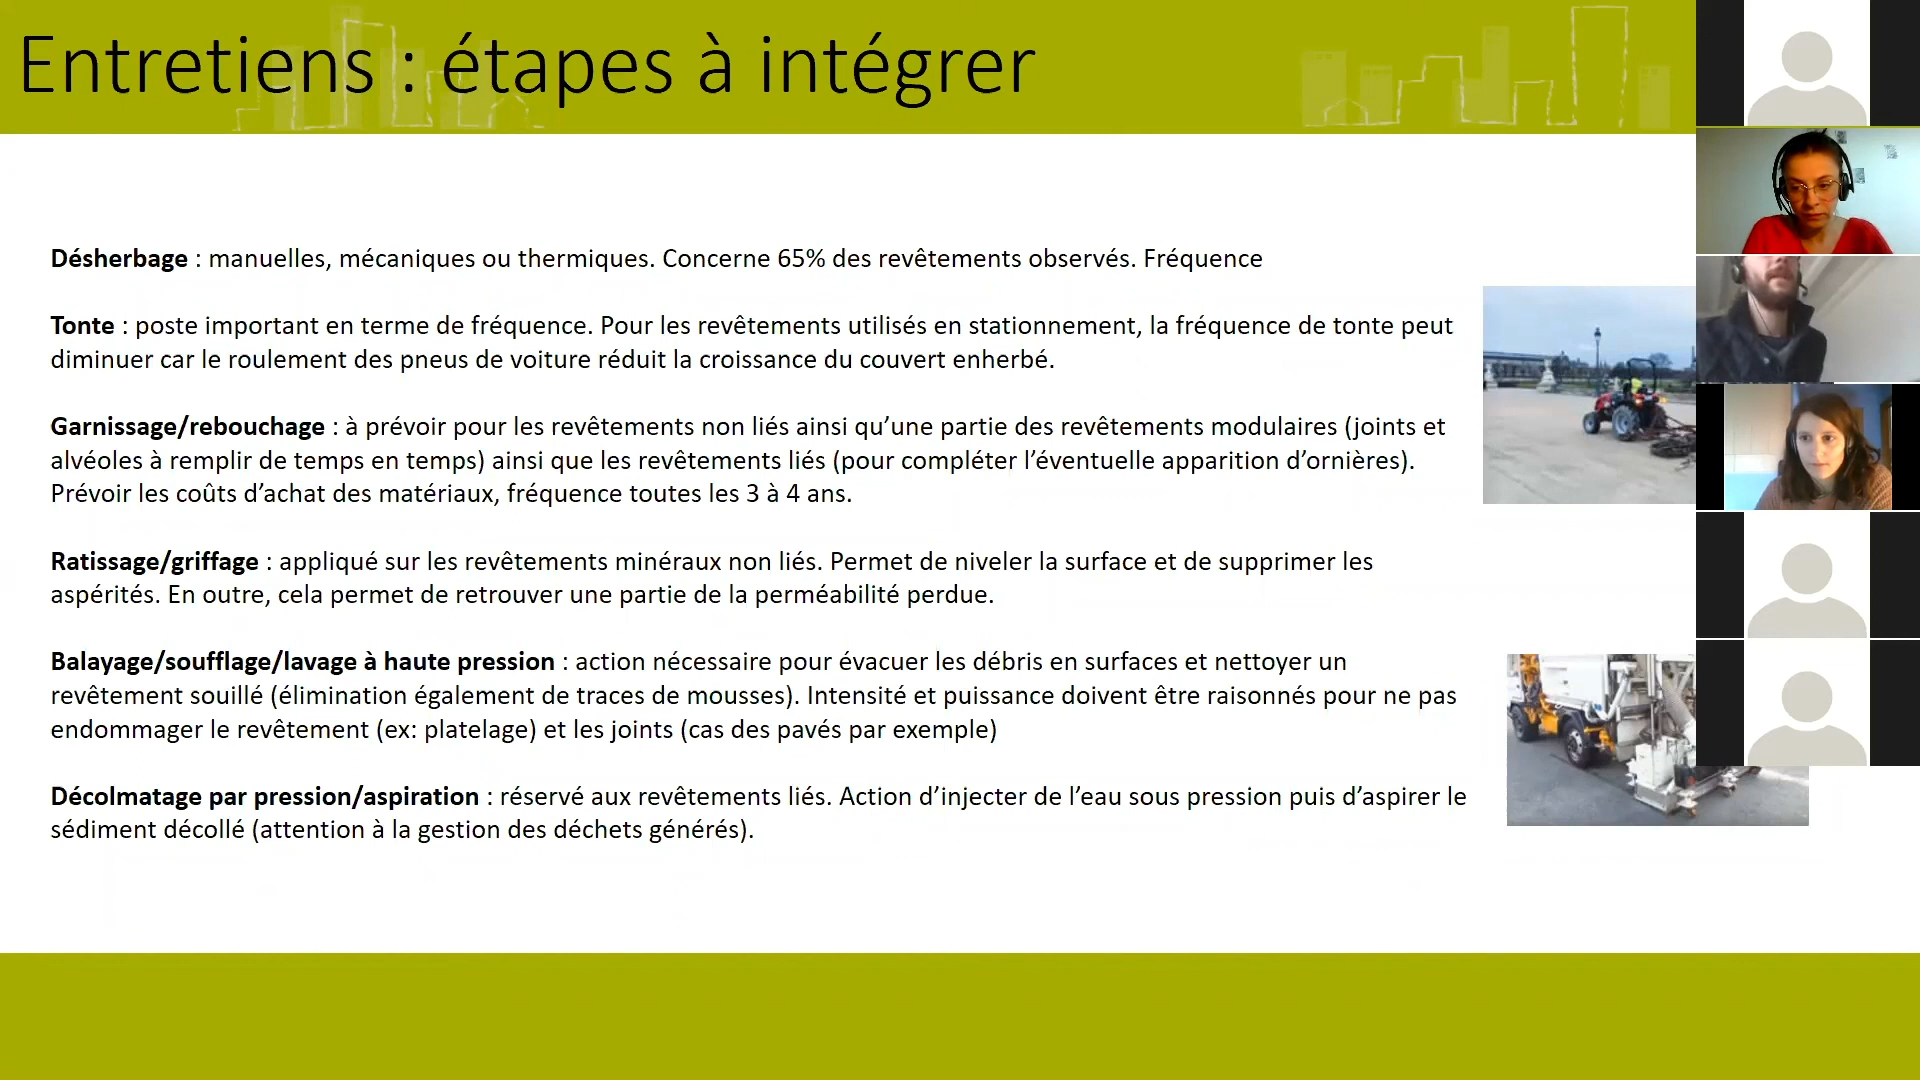 Entretiens : étapes à intégrer
Désherbage : manuelles, mécaniques ou thermiques. Concerne 65% des revêtements observés. Fréquence
Tonte : poste important en terme de fréquence. Pour les revêtements utilisés en stationnement, la fréquence de tonte peut
diminuer car le roulement des pneus de voiture réduit la croissance du couvert enherbé.
Garnissage/rebouchage : à prévoir pour les revêtements non liés ainsi qu’une partie des revêtements modulaires (joints et
alvéoles à remplir de temps en temps) ainsi que les revêtements liés (pour compléter l’éventuelle apparition d’ornières).
Prévoir les coûts d’achat des matériaux, fréquence toutes les 3 à 4 ans.
Ratissage/griffage : appliqué sur les revêtements minéraux non liés. Permet de niveler la surface et de supprimer les
aspérités. En outre, cela permet de retrouver une partie de la perméabilité perdue.
Balayage/soufflage/lavage à haute pression : action nécessaire pour évacuer les débris en surfaces et nettoyer un
revêtement souillé (élimination également de traces de mousses). Intensité et puissance doivent être raisonnés pour ne pas
endommager le revêtement (ex: platelage) et les joints (cas des pavés par exemple)
Décolmatage par pression/aspiration : réservé aux revêtements liés. Action d’injecter de l’eau sous pression puis d’aspirer le
sédiment décollé (attention à la gestion des déchets générés).